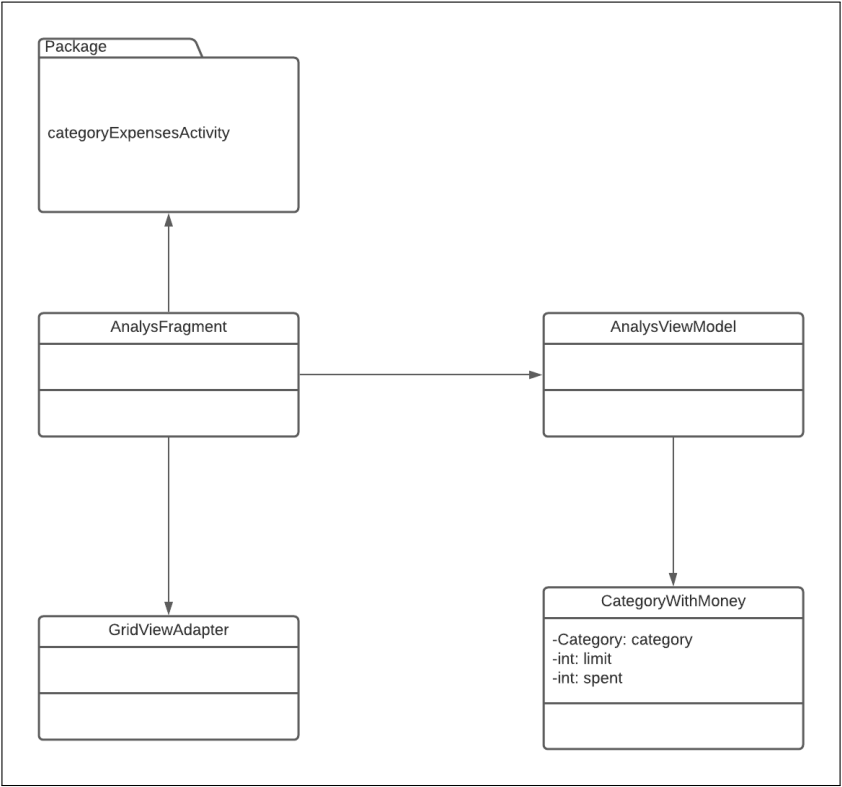 Package
categoryExpensesActivity
AnalysFragment
AnalysViewModel
GridViewAdapter
CategoryWithMoney
-Category: category
-int: limit
-int: spent